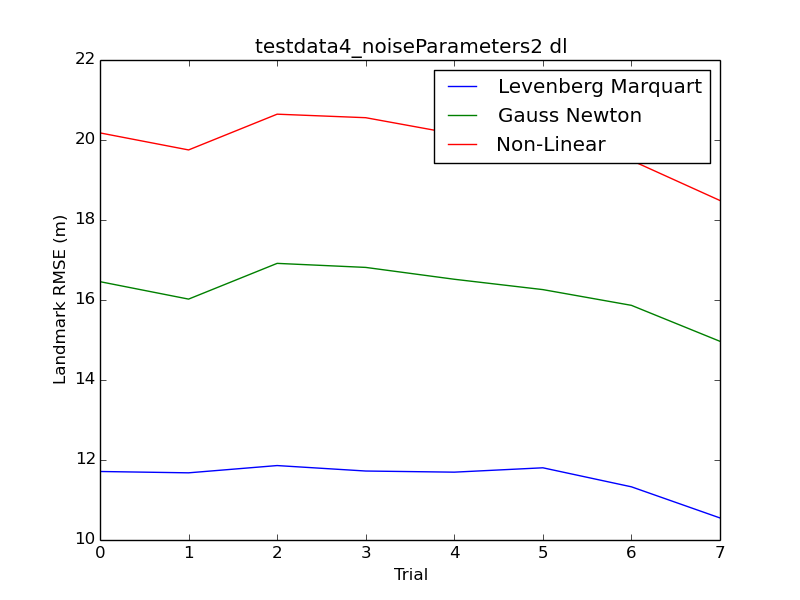 testdata4_noiseParameters2 dl
Levenberg Marquart
Gauss Newton
Non-Linear
Landmark RMSE (m)
22
20
18
16
14
12
10
0 1 2 3 4 5 6 7
Trial